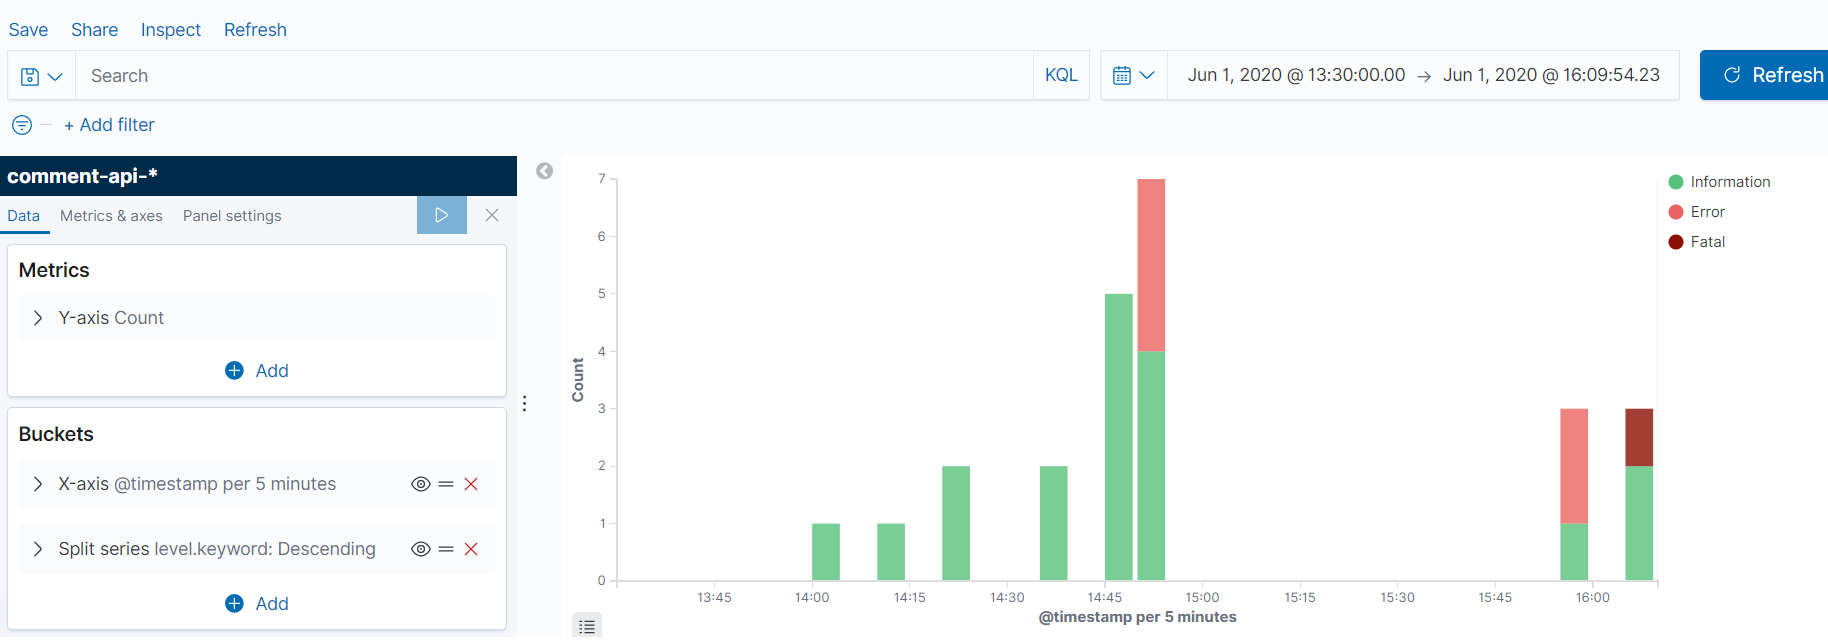 Save Share Inspect Refresh
Search KQL Jun 1, 2020 @ 13:30:00.00 → Jun 1, 2020 @ 16:09:54.23 Refresh
+ Add filter
comment-api-*
Data Metrics & axes Panel settings
Metrics
Y-axis Count
Add
Buckets
X-axis @timestamp per 5 minutes
Split series level.keyword: Descending
Add
7
6
5
4
3
2
1
0
Count
13:45 14:00 14:15 14:30 14:45 15:00 15:15 15:30 15:45 16:00
@timestamp per 5 minutes
Information
Error
Fatal